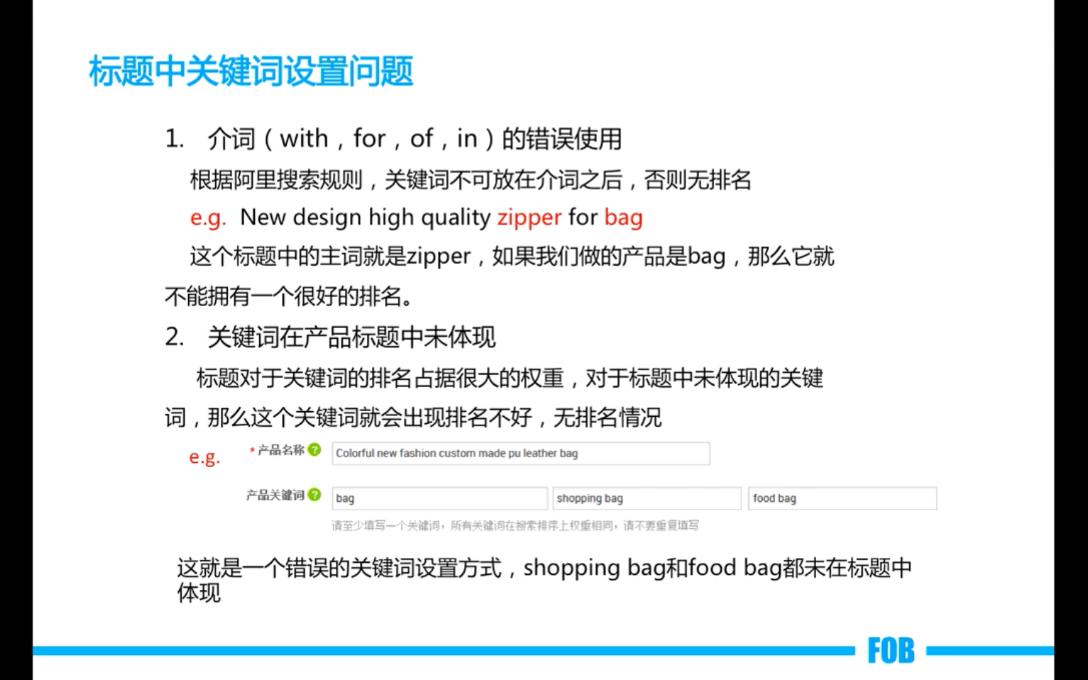 标题中关键词设置问题
1. 介词（with，for，of，in）的错误使用
根据阿里搜索规则，关键词不可放在介词之后，否则无排名
e.g. New design high quality zipper for bag
这个标题中的主词就是zipper，如果我们做的产品是bag，那么它就
不能拥有一个很好的排名。
2. 关键词在产品标题中未体现
标题对于关键词的排名占据很大的权重，对于标题中未体现的关键
词，那么这个关键词就会出现排名不好，无排名情况
e.g. *产品名称 ? Colorful new fashion custom made pu leather bag
产品关键词 ? bag shopping bag food bag
请至少填写一个关键词，所有关键词在搜索排序上权重相同，请不要重复填写
这就是一个错误的关键词设置方式，shopping bag和food bag都未在标题中
体现
FOB